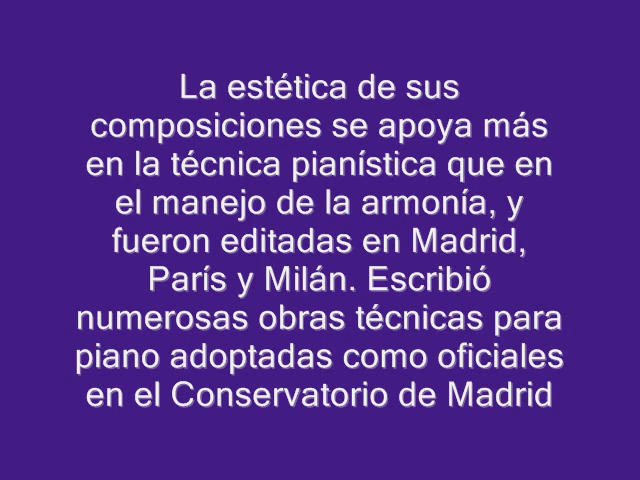 La estética de sus
composiciones se apoya más
en la técnica pianística que en
el manejo de la armonía, y
fueron editadas en Madrid,
París y Milán. Escribió
numerosas obras técnicas para
piano adoptadas como oficiales
en el Conservatorio de Madrid